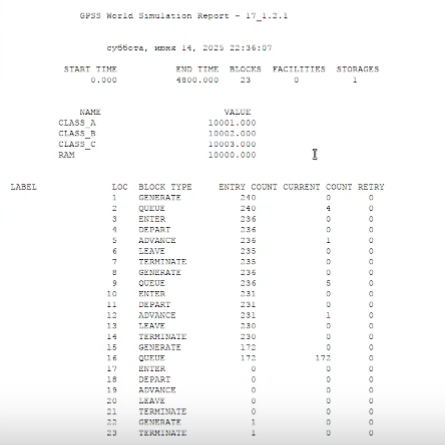 GPSS World Simulation Report - 17_1.2.1
суббота, июня 14, 2025 22:36:07
START TIME END TIME BLOCKS FACILITIES STORAGES
0.000 4800.000 23 0 1
NAME VALUE
CLASS_A 10001.000
CLASS_B 10002.000
CLASS_C 10003.000
RAM 10000.000
LABEL LOC BLOCK TYPE ENTRY COUNT CURRENT COUNT RETRY
1 GENERATE 240 0 0
2 QUEUE 240 4 0
3 ENTER 236 0 0
4 DEPART 236 0 0
5 ADVANCE 236 1 0
6 LEAVE 235 0 0
7 TERMINATE 235 0 0
8 GENERATE 236 0 0
9 QUEUE 236 5 0
10 ENTER 231 0 0
11 DEPART 231 0 0
12 ADVANCE 231 1 0
13 LEAVE 230 0 0
14 TERMINATE 230 0 0
15 GENERATE 172 0 0
16 QUEUE 172 172 0
17 ENTER 0 0 0
18 DEPART 0 0 0
19 ADVANCE 0 0 0
20 LEAVE 0 0 0
21 TERMINATE 0 0 0
22 GENERATE 1 0 0
23 TERMINATE 1 0 0